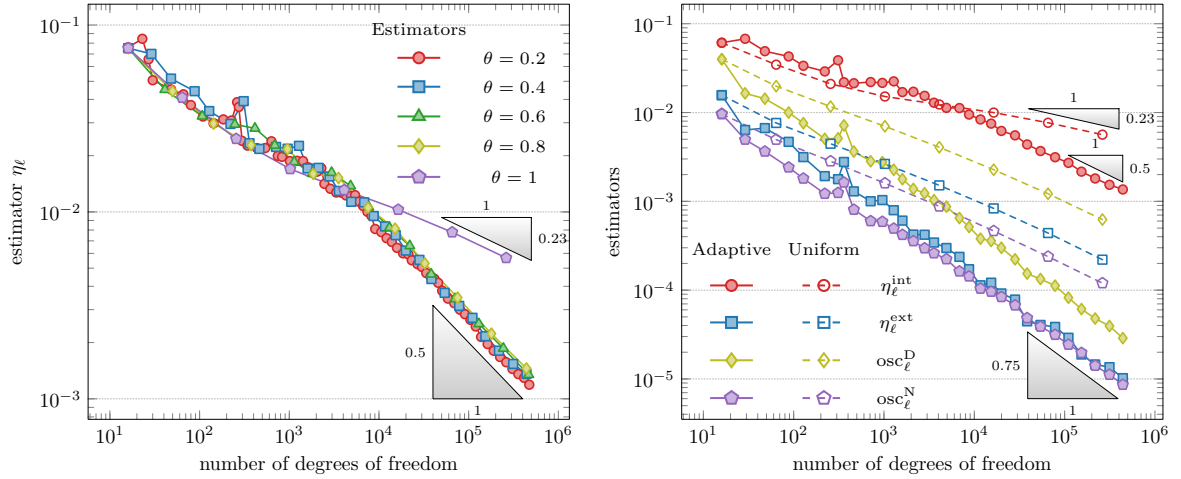 10^{-1}
10^{-2}
10^{-3}
estimator η_ℓ
10^1
10^2
10^3
10^4
10^5
10^6
number of degrees of freedom
Estimators
θ = 0.2
θ = 0.4
θ = 0.6
θ = 0.8
θ = 1
1
0.23
0.5
1
10^{-1}
10^{-2}
10^{-3}
10^{-4}
10^{-5}
estimators
10^1
10^2
10^3
10^4
10^5
10^6
number of degrees of freedom
1
0.23
1
0.5
0.75
1
Adaptive Uniform
η_ℓ^{int}
η_ℓ^{ext}
osc_ℓ^D
osc_ℓ^N